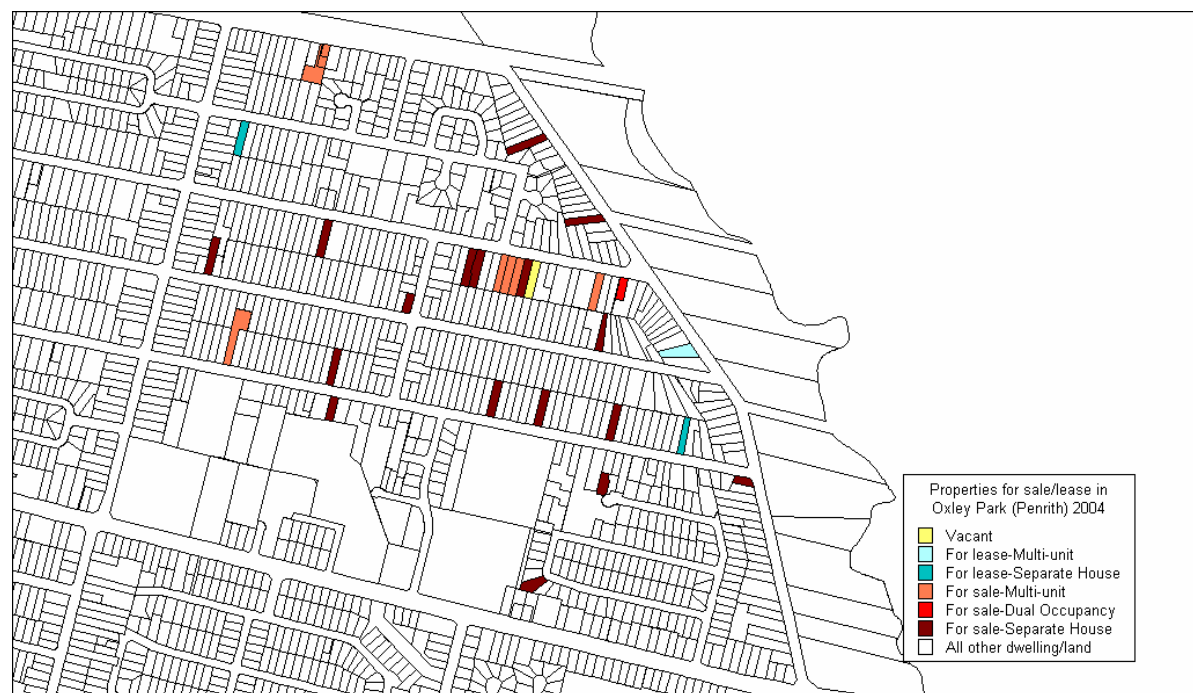 Properties for sale/lease in
Oxley Park (Penrith) 2004
Vacant
For lease-Multi-unit
For lease-Separate House
For sale-Multi-unit
For sale-Dual Occupancy
For sale-Separate House
All other dwelling/land